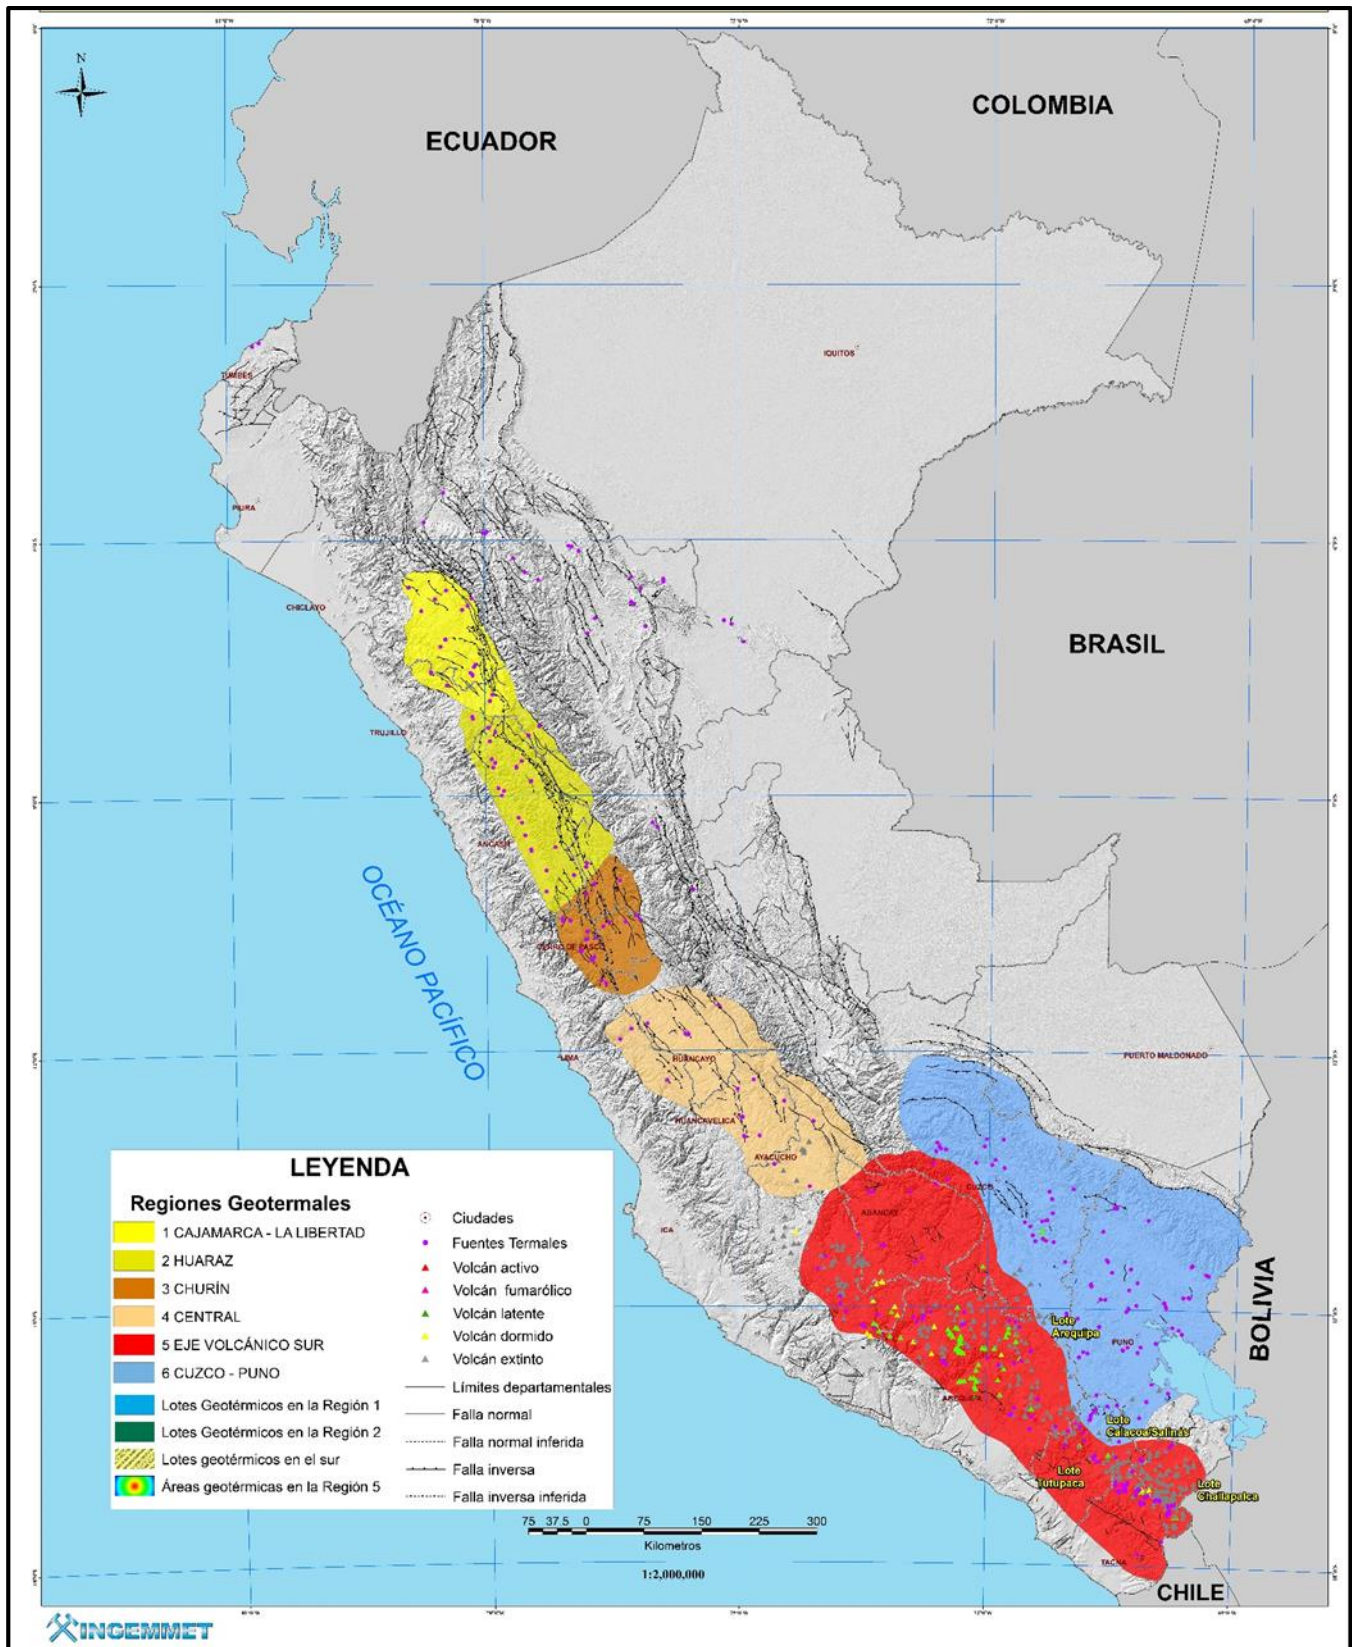 N
COLOMBIA
ECUADOR
IQUITOS
TUMBES
PIURA
CHICLAYO
BRASIL
TRUJILLO
ANCASH
OCÉANO PACÍFICO
CERRO DE PASCO
LIMA
HUANCAYO
PUERTO MALDONADO
HUANCAVELICA
AYACUCHO
CUZCO
ABANCAY
ICA
BOLIVIA
Lote
Arequipa
PUNO
AREQUIPA
Lote
Calacoa/Salinas
Lote
Tutupaca
Lote
Challapalca
TACNA
CHILE
LEYENDA
Regiones Geotermales
1 CAJAMARCA - LA LIBERTAD
2 HUARAZ
3 CHURÍN
4 CENTRAL
5 EJE VOLCÁNICO SUR
6 CUZCO - PUNO
Lotes Geotérmicos en la Región 1
Lotes Geotérmicos en la Región 2
Lotes geotérmicos en el sur
Áreas geotérmicas en la Región 5
Ciudades
Fuentes Termales
Volcán activo
Volcán fumarólico
Volcán latente
Volcán dormido
Volcán extinto
Límites departamentales
Falla normal
Falla normal inferida
Falla inversa
Falla inversa inferida
75 37.5 0 75 150 225 300
Kilometros
1:2,000,000
INGEMMET